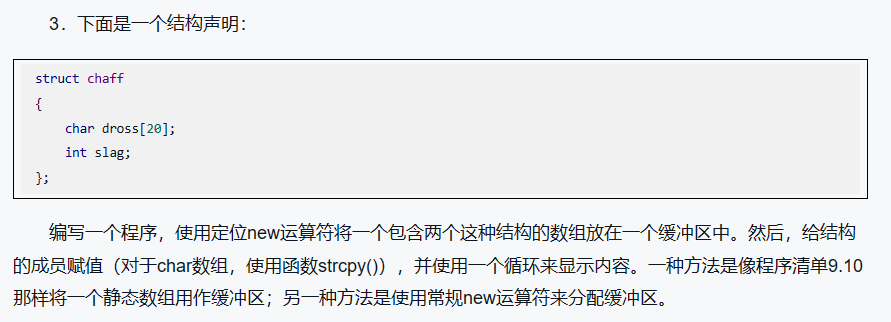 3．下面是一个结构声明：
struct chaff
{
    char dross[20];
    int slag;
};
编写一个程序，使用定位new运算符将一个包含两个这种结构的数组放在一个缓冲区中。然后，给结构
的成员赋值（对于char数组，使用函数strcpy()），并使用一个循环来显示内容。一种方法是像程序清单9.10
那样将一个静态数组用作缓冲区；另一种方法是使用常规new运算符来分配缓冲区。